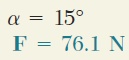 α = 15°
F = 76.1 N